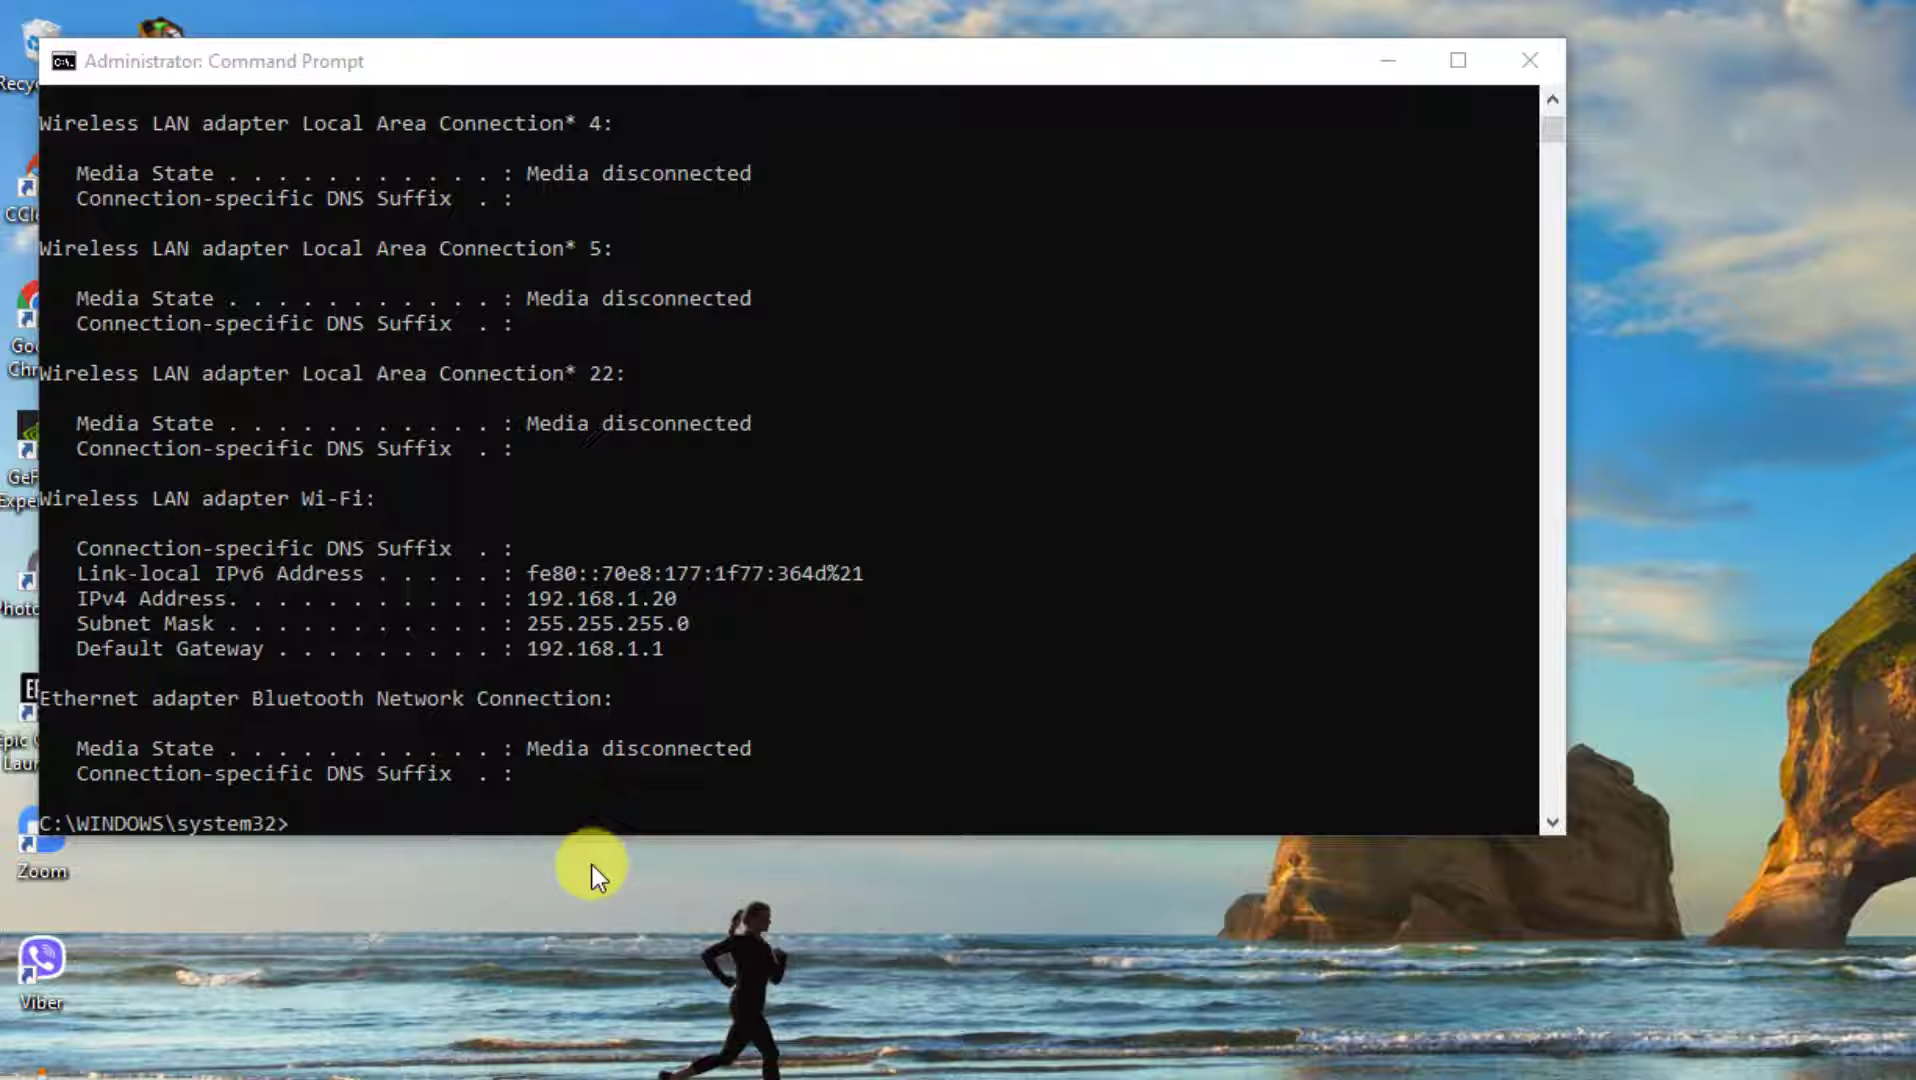 Administrator: Command Prompt
Wireless LAN adapter Local Area Connection* 4:
Media State . . . . . . . . . . . : Media disconnected
Connection-specific DNS Suffix  . :
Wireless LAN adapter Local Area Connection* 5:
Media State . . . . . . . . . . . : Media disconnected
Connection-specific DNS Suffix  . :
Wireless LAN adapter Local Area Connection* 22:
Media State . . . . . . . . . . . : Media disconnected
Connection-specific DNS Suffix  . :
Wireless LAN adapter Wi-Fi:
Connection-specific DNS Suffix  . :
Link-local IPv6 Address . . . . . : fe80::70e8:177:1f77:364d%21
IPv4 Address. . . . . . . . . . . : 192.168.1.20
Subnet Mask . . . . . . . . . . . : 255.255.255.0
Default Gateway . . . . . . . . . : 192.168.1.1
Ethernet adapter Bluetooth Network Connection:
Media State . . . . . . . . . . . : Media disconnected
Connection-specific DNS Suffix  . :
C:\WINDOWS\system32>
Zoom
Viber